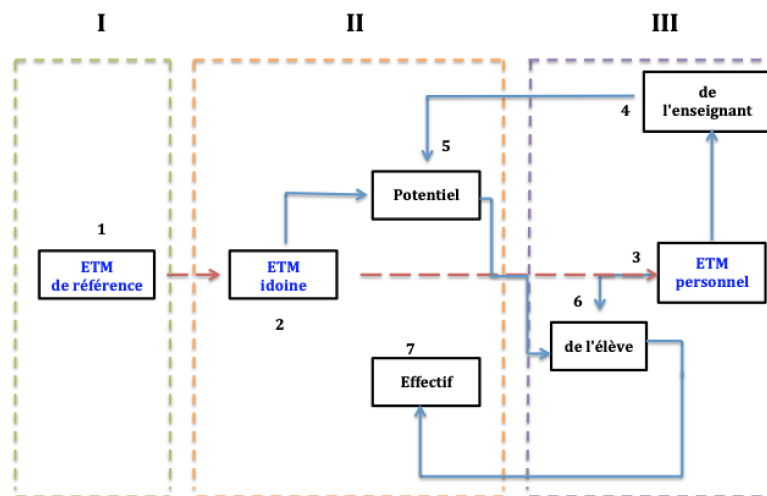 I
II
III
de
l'enseignant
4
5
Potentiel
1
ETM
de référence
ETM
idoine
3
ETM
personnel
2
6
de l'élève
7
Effectif